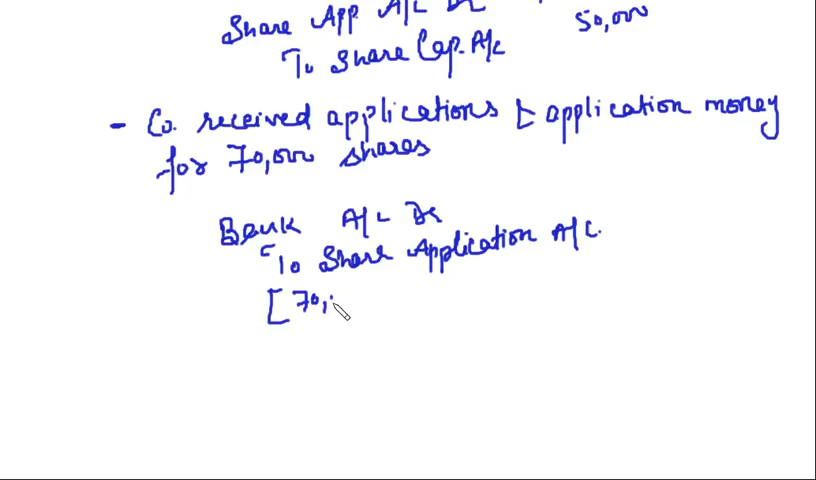 Share App A/c Dr
50,000
To Share Cap. A/c
- Co. received applications & application money
for 70,000 shares
Bank A/c Dr
To Share Application A/c.
[70,